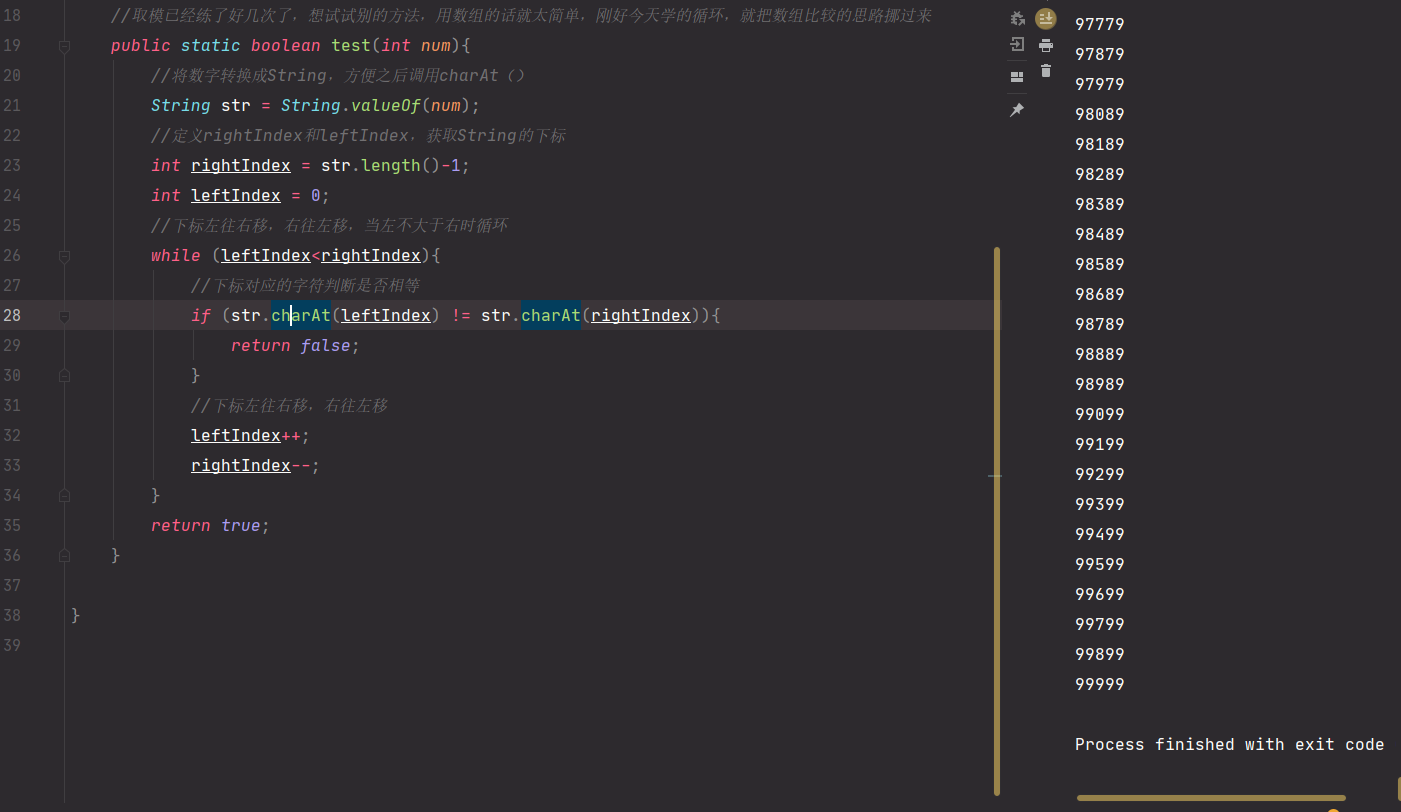 18 //取模已经练了好几次了，想试试别的方法，用数组的话就太简单，刚好今天学的循环，就把数组比较的思路挪过来
19 public static boolean test(int num){
20 //将数字转换成String，方便之后调用charAt（）
21 String str = String.valueOf(num);
22 //定义rightIndex和leftIndex，获取String的下标
23 int rightIndex = str.length()-1;
24 int leftIndex = 0;
25 //下标左往右移，右往左移，当左不大于右时循环
26 while (leftIndex<rightIndex){
27 //下标对应的字符判断是否相等
28 if (str.charAt(leftIndex) != str.charAt(rightIndex)){
29 return false;
30 }
31 //下标左往右移，右往左移
32 leftIndex++;
33 rightIndex--;
34 }
35 return true;
36 }
37
38 }
39
97779
97879
97979
98089
98189
98289
98389
98489
98589
98689
98789
98889
98989
99099
99199
99299
99399
99499
99599
99699
99799
99899
99999
Process finished with exit code